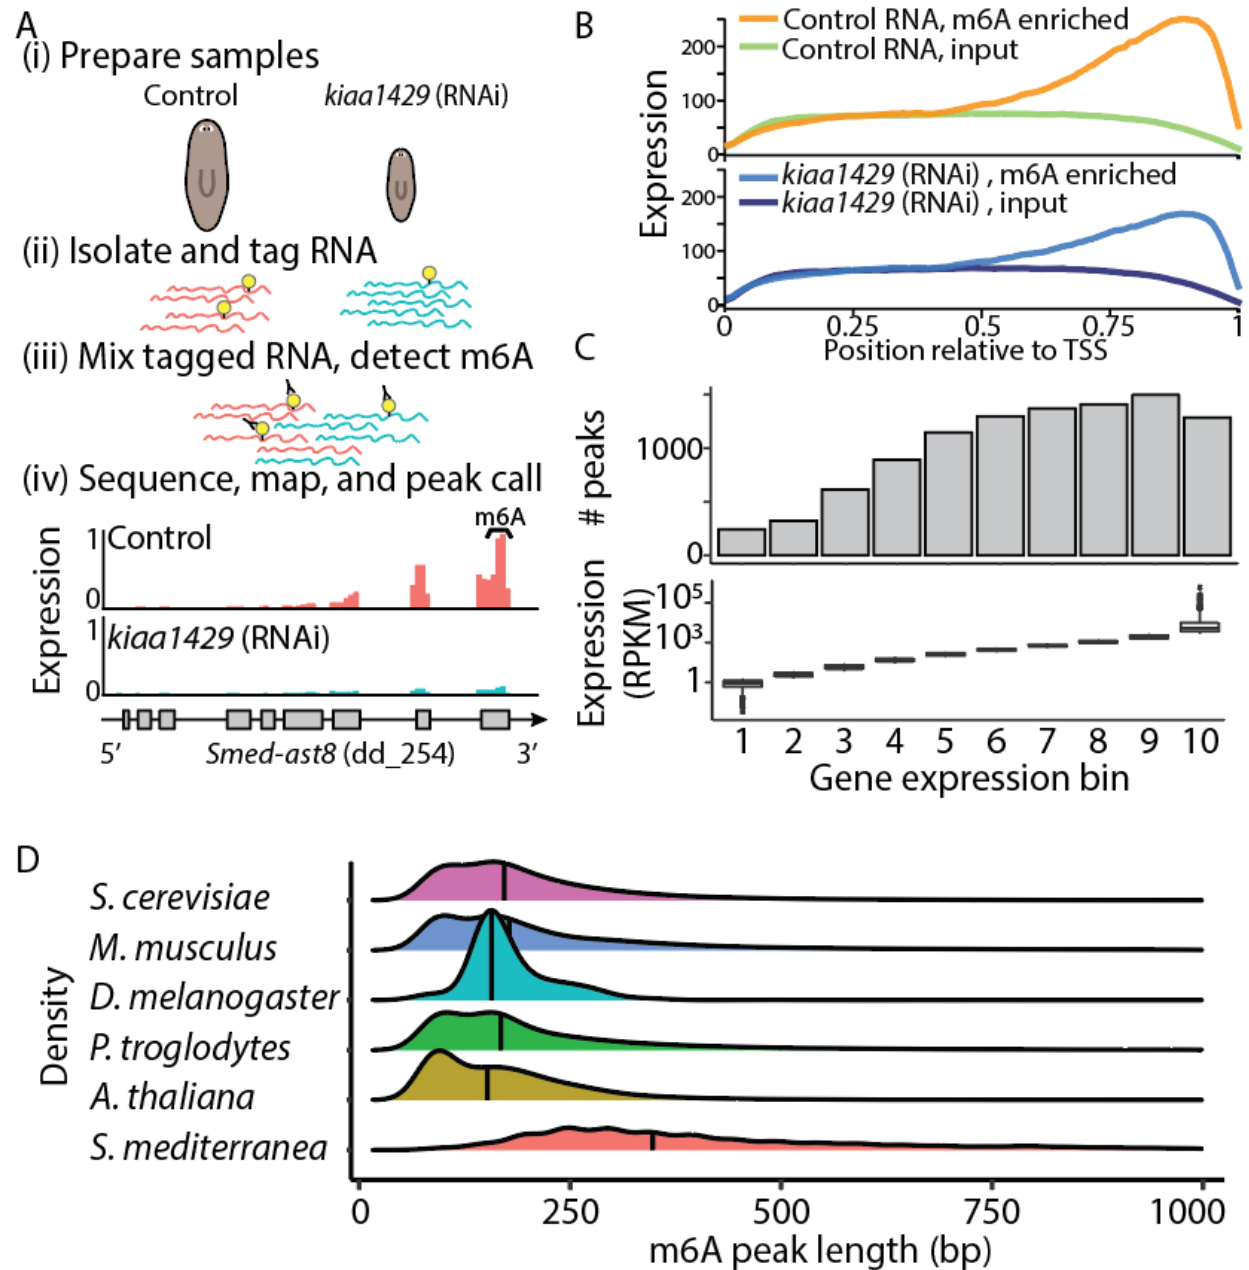 A
(i) Prepare samples
Control kiaa1429 (RNAi)
(ii) Isolate and tag RNA
(iii) Mix tagged RNA, detect m6A
(iv) Sequence, map, and peak call
m6A
Expression
1
Control
0
1
kiaa1429 (RNAi)
0
5′ Smed-ast8 (dd_254) 3′
B
Control RNA, m6A enriched
Control RNA, input
Expression
200
100
0
kiaa1429 (RNAi) , m6A enriched
kiaa1429 (RNAi) , input
200
100
0
0 0.25 0.5 0.75 1
Position relative to TSS
C
# peaks
1000
0
Expression
(RPKM)
10⁵
10³
1
1 2 3 4 5 6 7 8 9 10
Gene expression bin
D
Density
S. cerevisiae
M. musculus
D. melanogaster
P. troglodytes
A. thaliana
S. mediterranea
0 250 500 750 1000
m6A peak length (bp)